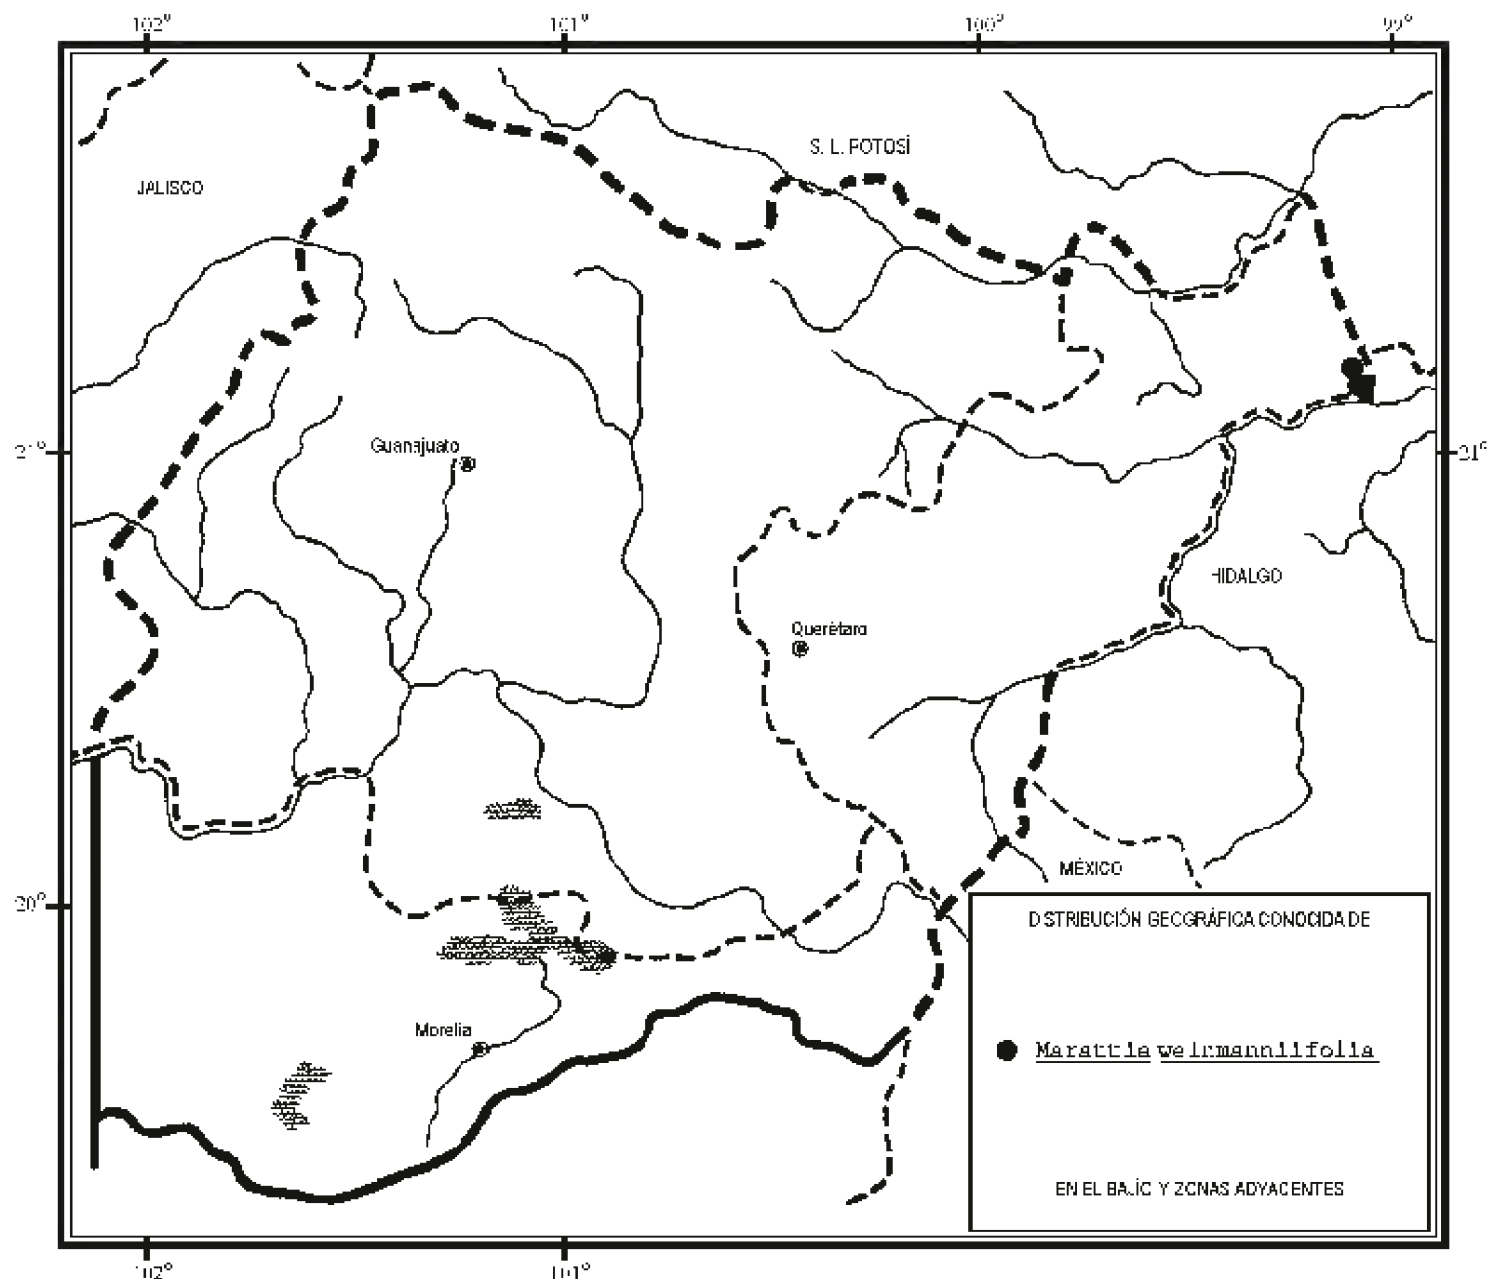 102° 101° 100° 99°
S. L. POTOSÍ
JALISCO
Guanajuato
21° 21°
HIDALGO
Querétaro
MÉXICO
20°
DISTRIBUCIÓN GEOGRÁFICA CONOCIDA DE
Morelia
Marattia weinmanniifolia
EN EL BAJÍO Y ZONAS ADYACENTES
102° 101°